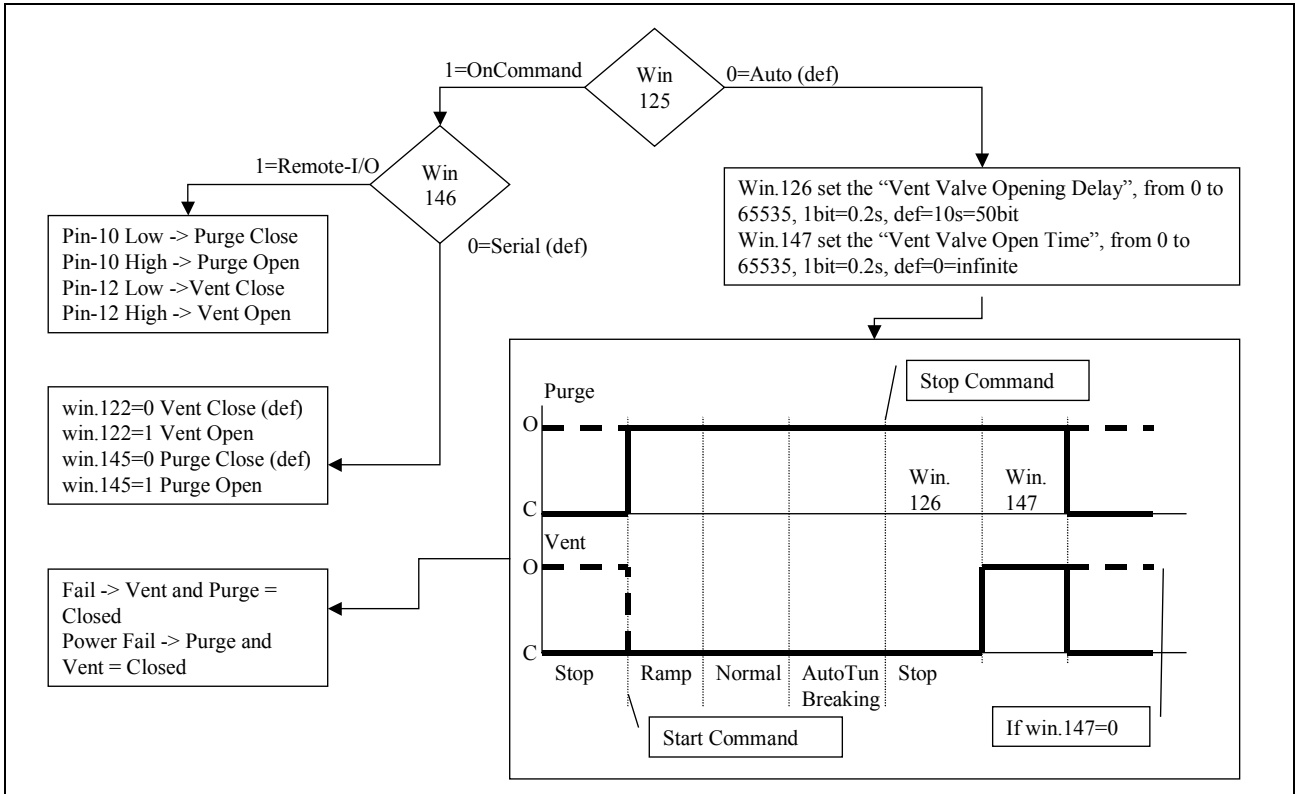 1=OnCommand
Win
125
0=Auto (def)
1=Remote-I/O
Win
146
0=Serial (def)
Pin-10 Low -> Purge Close
Pin-10 High -> Purge Open
Pin-12 Low ->Vent Close
Pin-12 High -> Vent Open
Win.126 set the “Vent Valve Opening Delay”, from 0 to
65535, 1bit=0.2s, def=10s=50bit
Win.147 set the “Vent Valve Open Time”, from 0 to
65535, 1bit=0.2s, def=0=infinite
win.122=0 Vent Close (def)
win.122=1 Vent Open
win.145=0 Purge Close (def)
win.145=1 Purge Open
Fail -> Vent and Purge =
Closed
Power Fail -> Purge and
Vent = Closed
Stop Command
Purge
O
Win.
126
Win.
147
C
Vent
O
C
Stop
Ramp
Normal
AutoTun
Breaking
Stop
Start Command
If win.147=0